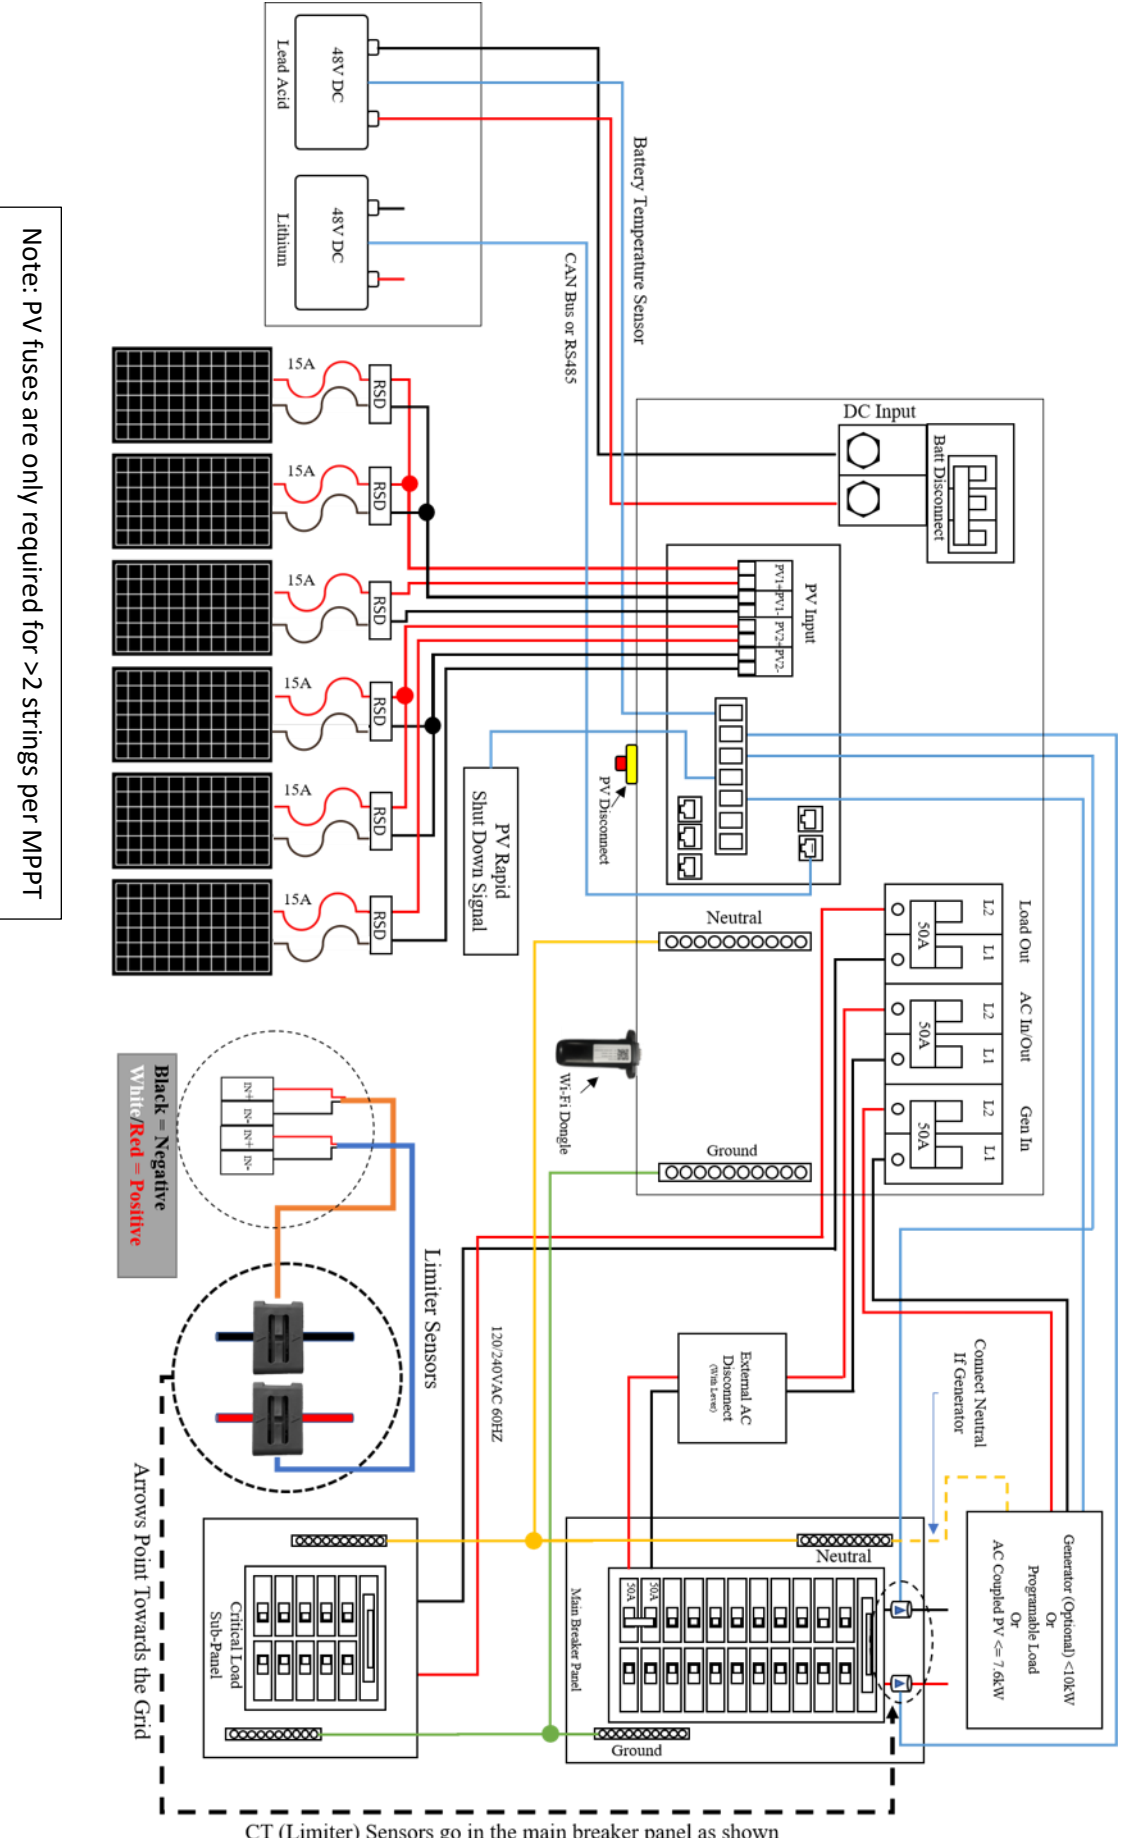 Note: PV fuses are only required for >2 strings per MPPT
48V DC
Lead Acid
48V DC
Lithium
Battery Temperature Sensor
CAN Bus or RS485
DC Input
Batt Disconnect
PV Input
PV1+
PV1-
PV2+
PV2-
15A
RSD
15A
RSD
15A
RSD
15A
RSD
15A
RSD
15A
RSD
PV Rapid
Shut Down Signal
PV Disconnect
Neutral
Wi-Fi Dongle
Ground
Load Out
L2
L1
50A
AC In/Out
L2
L1
50A
Gen In
L2
L1
50A
IN+
IN-
IN+
IN-
Black = Negative
White/Red = Positive
Limiter Sensors
120/240VAC 60HZ
External AC
Disconnect
(With Lever)
Connect Neutral
If Generator
Generator (Optional) <10kW
Or
Programable Load
Or
AC Coupled PV <= 7.6kW
Neutral
50A
50A
Main Breaker Panel
Ground
Critical Load
Sub-Panel
Arrows Point Towards the Grid
CT (Limiter) Sensors go in the main breaker panel as shown